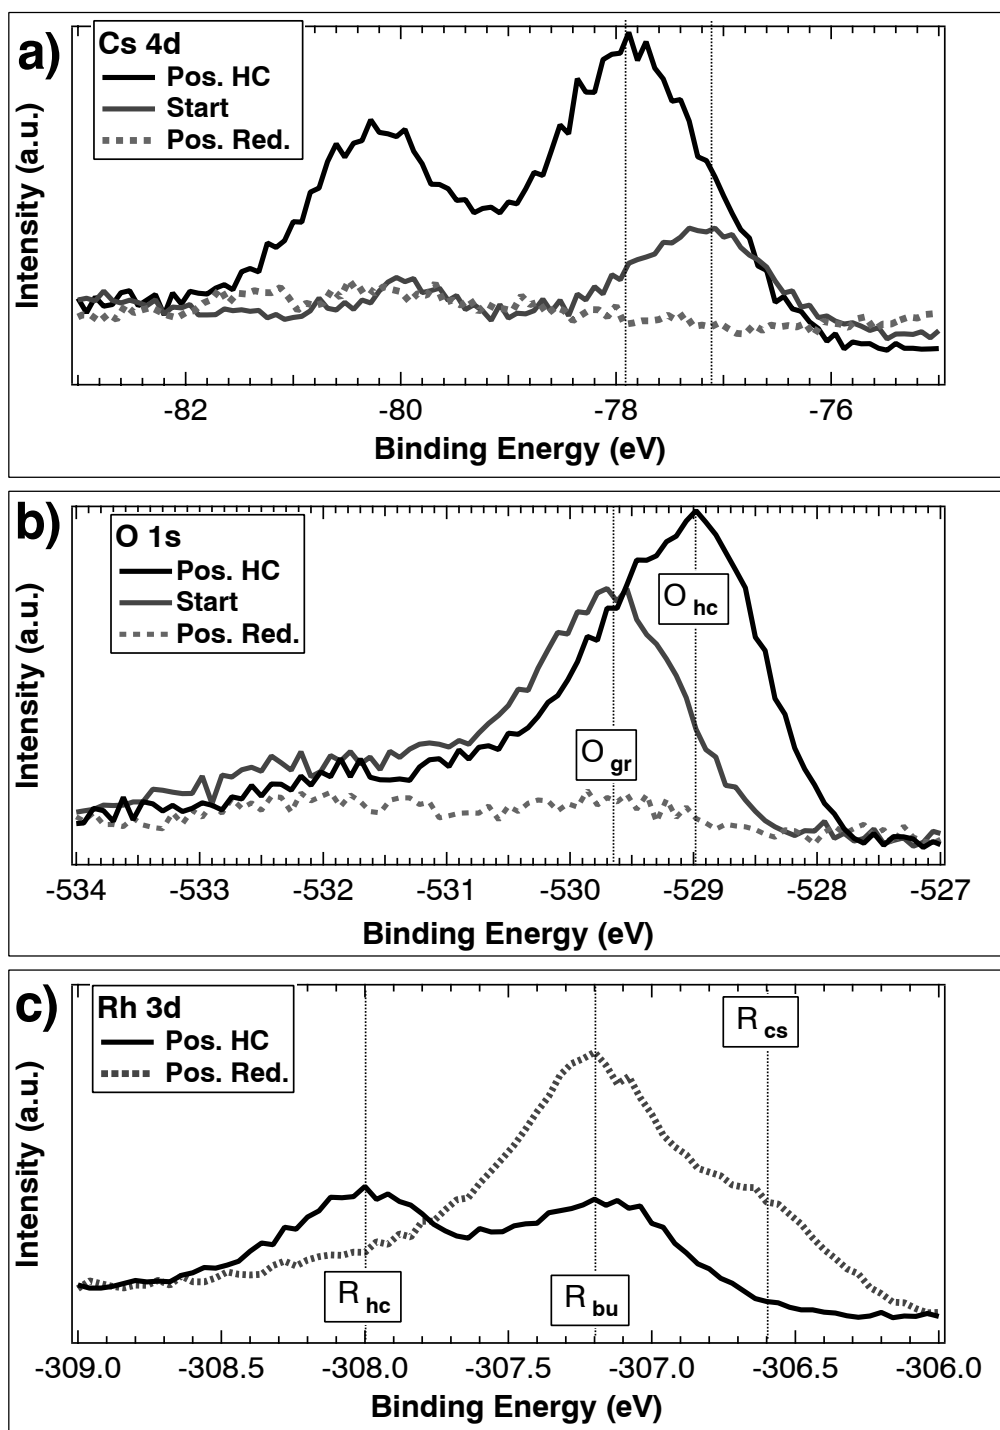 a)
Cs 4d
Pos. HC
Start
Pos. Red.
Intensity (a.u.)
-82 -80 -78 -76
Binding Energy (eV)
b)
O 1s
Pos. HC
Start
Pos. Red.
O hc
O gr
Intensity (a.u.)
-534 -533 -532 -531 -530 -529 -528 -527
Binding Energy (eV)
c)
Rh 3d
Pos. HC
Pos. Red.
R cs
R hc
R bu
Intensity (a.u.)
-309.0 -308.5 -308.0 -307.5 -307.0 -306.5 -306.0
Binding Energy (eV)